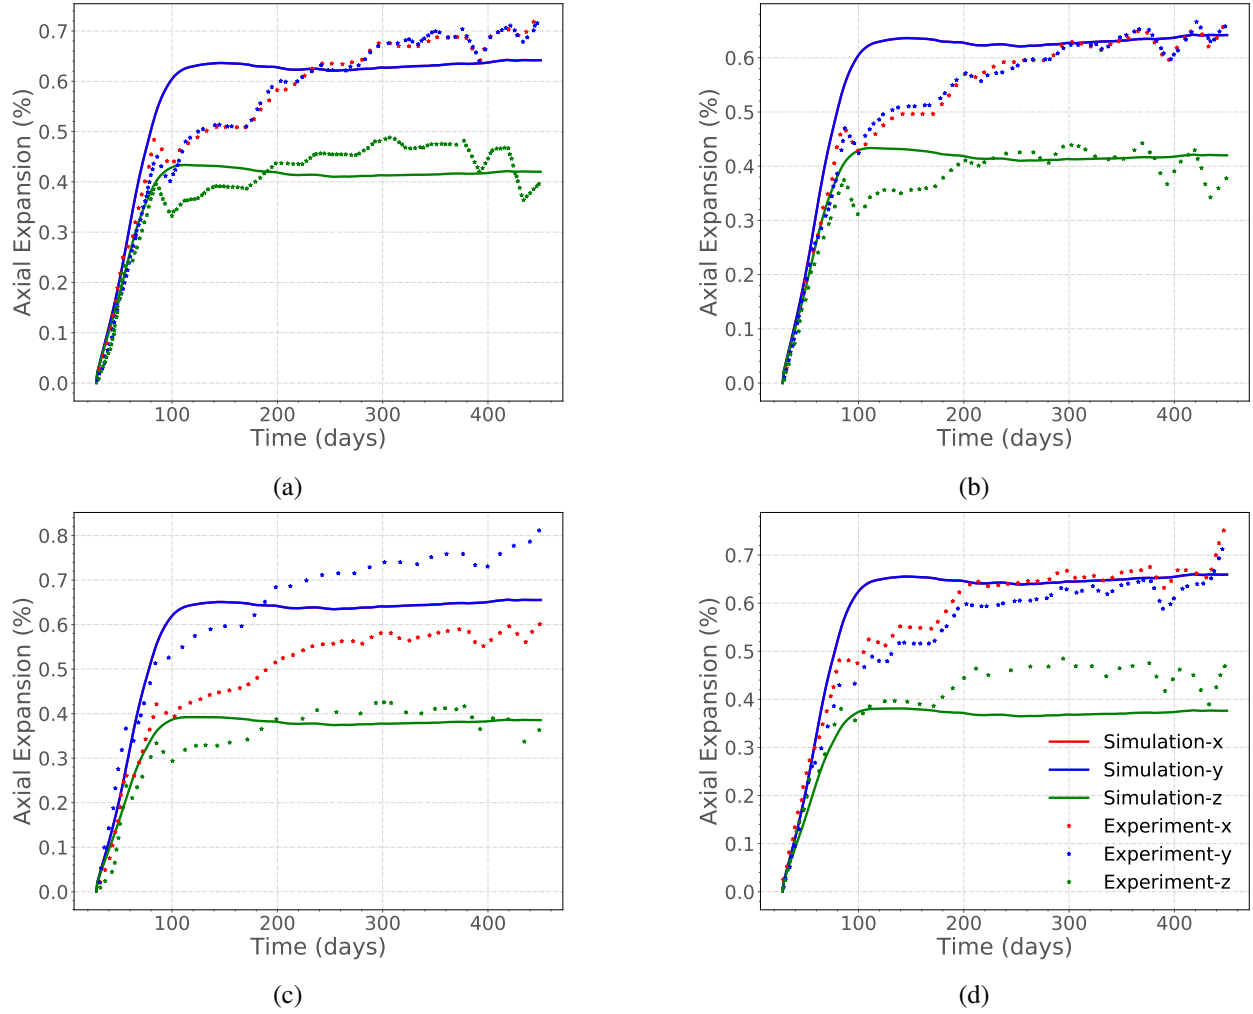 0.7
0.6
0.5
0.4
0.3
0.2
0.1
0.0
Axial Expansion (%)
100 200 300 400
Time (days)
(a)
0.6
0.5
0.4
0.3
0.2
0.1
0.0
Axial Expansion (%)
100 200 300 400
Time (days)
(b)
0.8
0.7
0.6
0.5
0.4
0.3
0.2
0.1
0.0
Axial Expansion (%)
100 200 300 400
Time (days)
(c)
0.7
0.6
0.5
0.4
0.3
0.2
0.1
0.0
Axial Expansion (%)
Simulation-x
Simulation-y
Simulation-z
Experiment-x
Experiment-y
Experiment-z
100 200 300 400
Time (days)
(d)